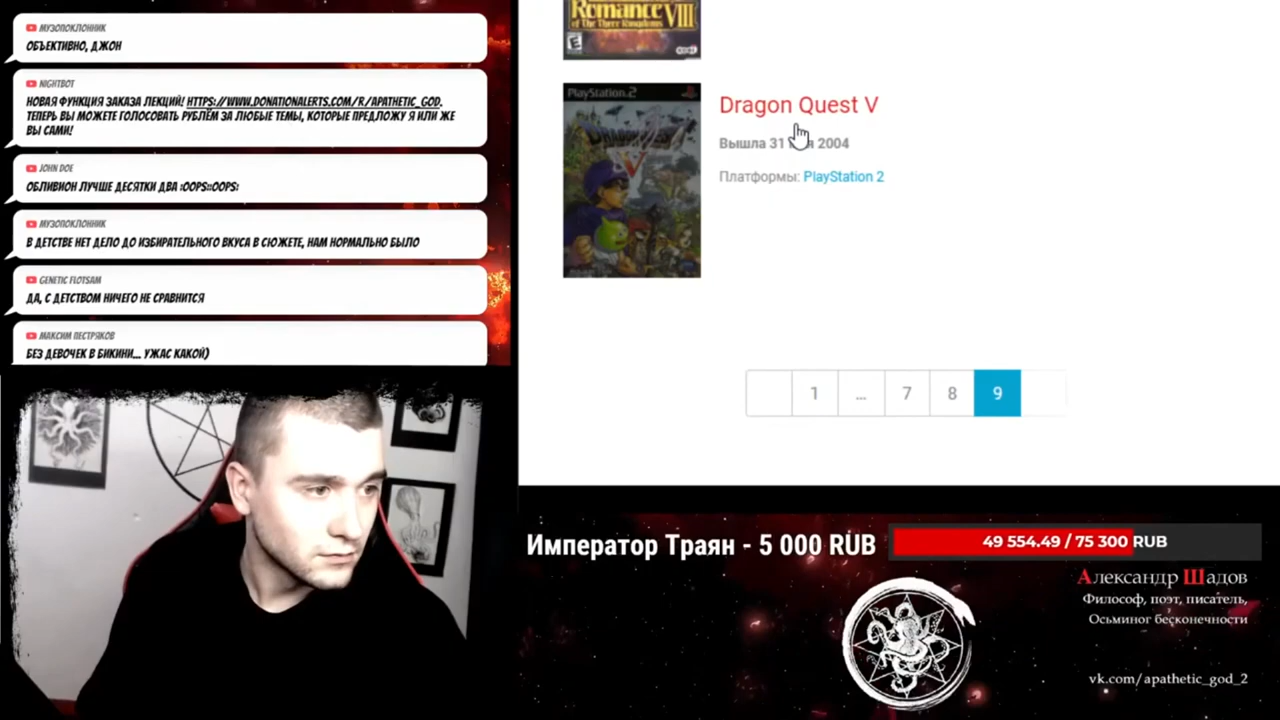 МУЗОПОКЛОННИК
ОБЪЕКТИВНО, ДЖОН
NIGHTBOT
НОВАЯ ФУНКЦИЯ ЗАКАЗА ЛЕКЦИЙ! HTTPS://WWW.DONATIONALERTS.COM/R/APATHETIC_GOD.
ТЕПЕРЬ ВЫ МОЖЕТЕ ГОЛОСОВАТЬ РУБЛЁМ ЗА ЛЮБЫЕ ТЕМЫ, КОТОРЫЕ ПРЕДЛОЖУ Я ИЛИ ЖЕ
ВЫ САМИ!
JOHN DOE
ОБЛИВИОН ЛУЧШЕ ДЕСЯТКИ ДВА :OOPS::OOPS:
МУЗОПОКЛОННИК
В ДЕТСТВЕ НЕТ ДЕЛО ДО ИЗБИРАТЕЛЬНОГО ВКУСА В СЮЖЕТЕ, НАМ НОРМАЛЬНО БЫЛО
GENETIC FLOTSAM
ДА, С ДЕТСТВОМ НИЧЕГО НЕ СРАВНИТСЯ
МАКСИМ ПЕСТРЯКОВ
БЕЗ ДЕВОЧЕК В БИКИНИ... УЖАС КАКОЙ)
Romance VIII
of The Three Kingdoms
E
KOEI
PlayStation.2
DRAGON QUEST
V
Dragon Quest V
Вышла 31 2004
Платформы: PlayStation 2
1 ... 7 8 9
Император Траян - 5 000 RUB
49 554.49 / 75 300 RUB
Александр Шадов
Философ, поэт, писатель,
Осьминог бесконечности
vk.com/apathetic_god_2